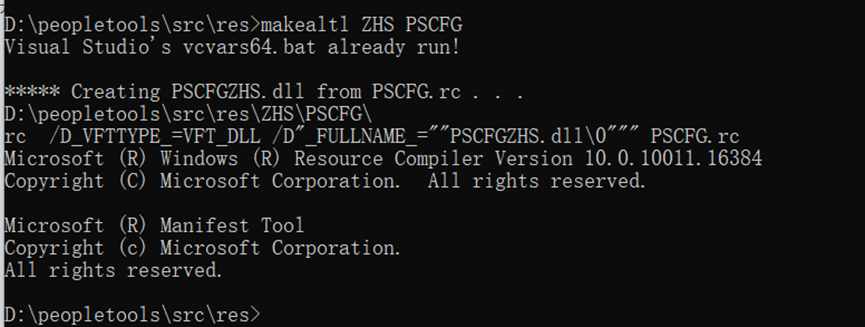 D:\peopletools\src\res>makealtl ZHS PSCFG
Visual Studio's vcvars64.bat already run!
***** Creating PSCFGZHS.dll from PSCFG.rc . . .
D:\peopletools\src\res\ZHS\PSCFG\
rc  /D_VFTTYPE_=VFT_DLL /D"_FULLNAME_=""PSCFGZHS.dll\0""" PSCFG.rc
Microsoft (R) Windows (R) Resource Compiler Version 10.0.10011.16384
Copyright (C) Microsoft Corporation.  All rights reserved.
Microsoft (R) Manifest Tool
Copyright (c) Microsoft Corporation.
All rights reserved.
D:\peopletools\src\res>